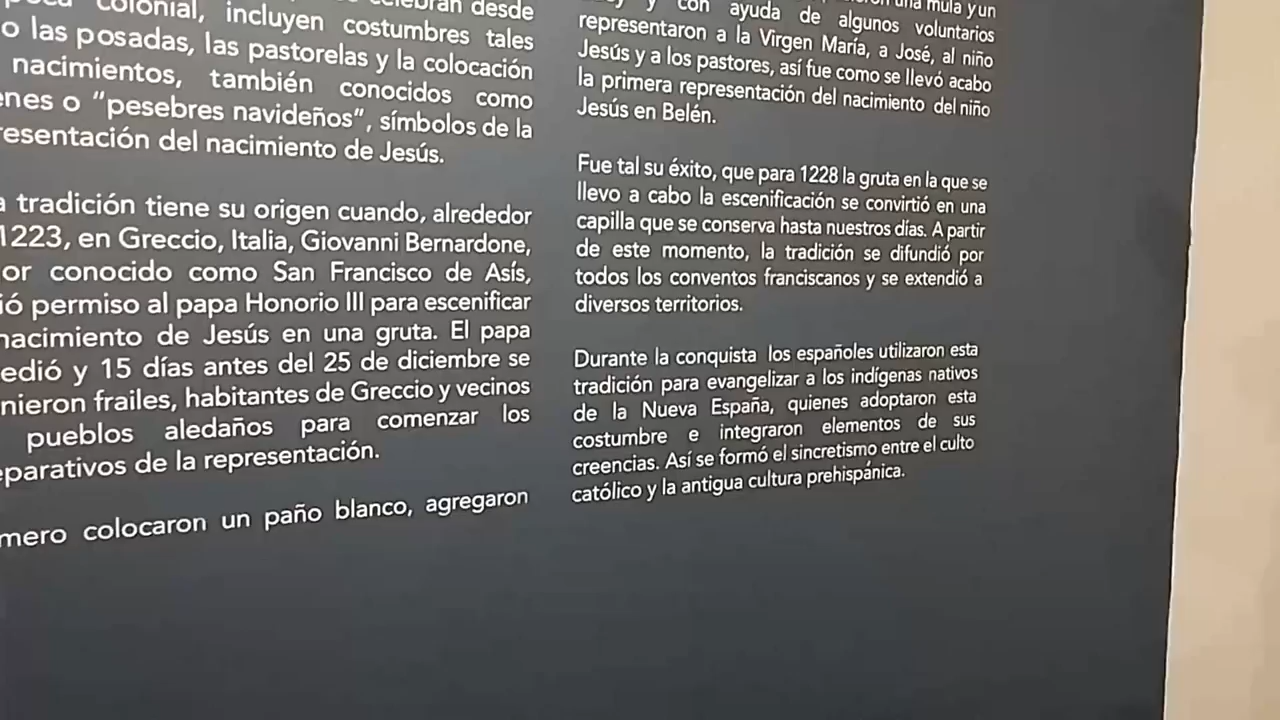 colonial, incluyen costumbres tales
las posadas, las pastorelas y la colocación
nacimientos, también conocidos como
o "pesebres navideños", símbolos de la
del nacimiento de Jesús.
tradición tiene su origen cuando, alrededor
1223, en Greccio, Italia, Giovanni Bernardone,
conocido como San Francisco de Asís,
permiso al papa Honorio III para escenificar
nacimiento de Jesús en una gruta. El papa
y 15 días antes del 25 de diciembre se
frailes, habitantes de Greccio y vecinos
pueblos aledaños para comenzar los
de la representación.
colocaron un paño blanco, agregaron
mula y un
y con ayuda de algunos voluntarios
representaron a la Virgen María, a José, al niño
Jesús y a los pastores, así fue como se llevó acabo
la primera representación del nacimiento del niño
Jesús en Belén.
Fue tal su éxito, que para 1228 la gruta en la que se
llevo a cabo la escenificación se convirtió en una
capilla que se conserva hasta nuestros días. A partir
de este momento, la tradición se difundió por
todos los conventos franciscanos y se extendió a
diversos territorios.
Durante la conquista los españoles utilizaron esta
tradición para evangelizar a los indígenas nativos
de la Nueva España, quienes adoptaron esta
costumbre e integraron elementos de sus
creencias. Así se formó el sincretismo entre el culto
católico y la antigua cultura prehispánica.